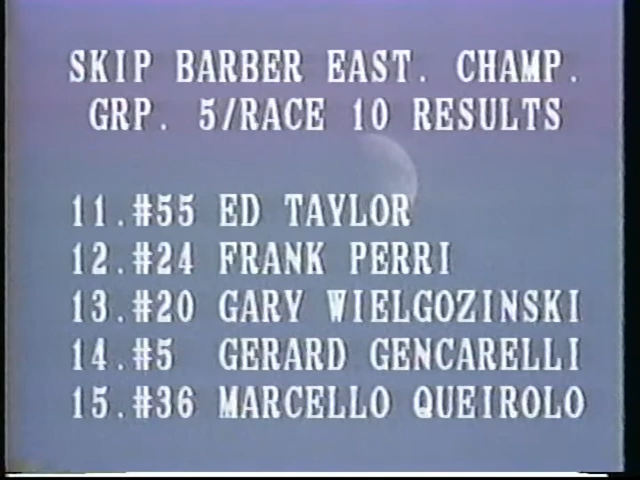 SKIP BARBER EAST. CHAMP.
GRP. 5/RACE 10 RESULTS
11.#55 ED TAYLOR
12.#24 FRANK PERRI
13.#20 GARY WIELGOZINSKI
14.#5 GERARD GENCARELLI
15.#36 MARCELLO QUEIROLO